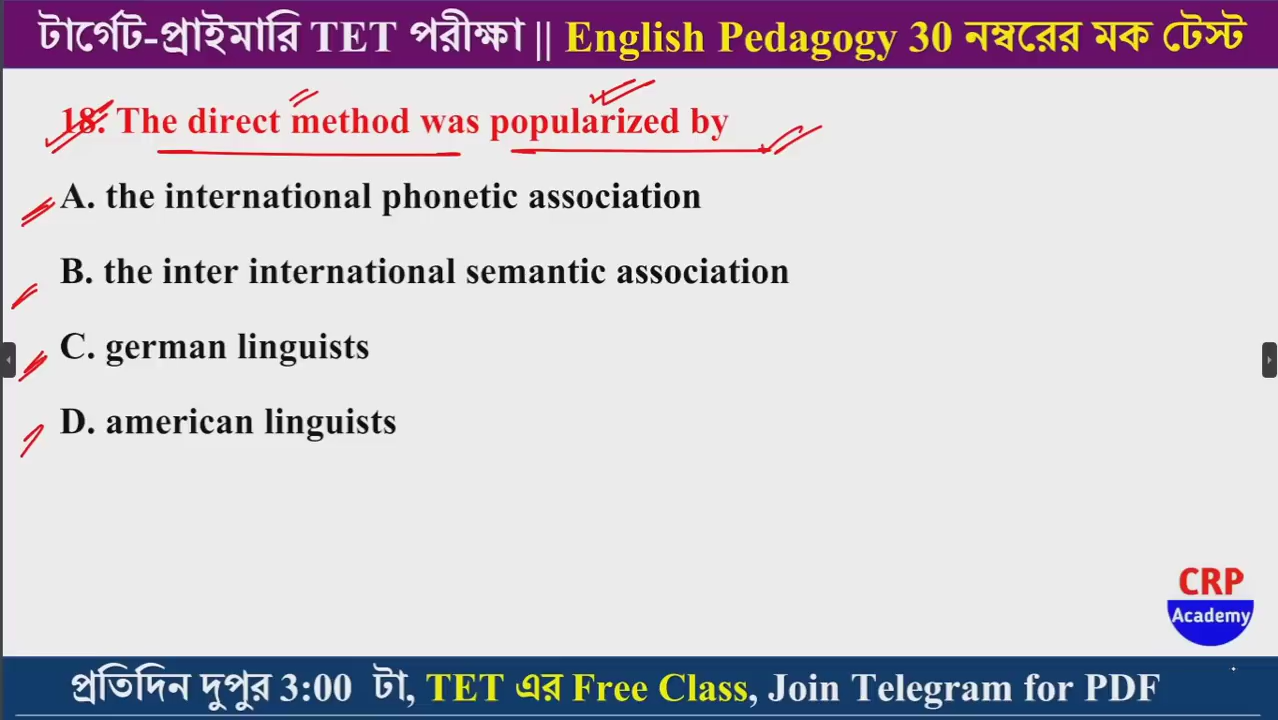 টার্গেট-প্রাইমারি TET পরীক্ষা || English Pedagogy 30 নম্বরের মক টেস্ট
18. The direct method was popularized by
A. the international phonetic association
B. the inter international semantic association
C. german linguists
D. american linguists
CRP
Academy
প্রতিদিন দুপুর 3:00 টা, TET এর Free Class, Join Telegram for PDF